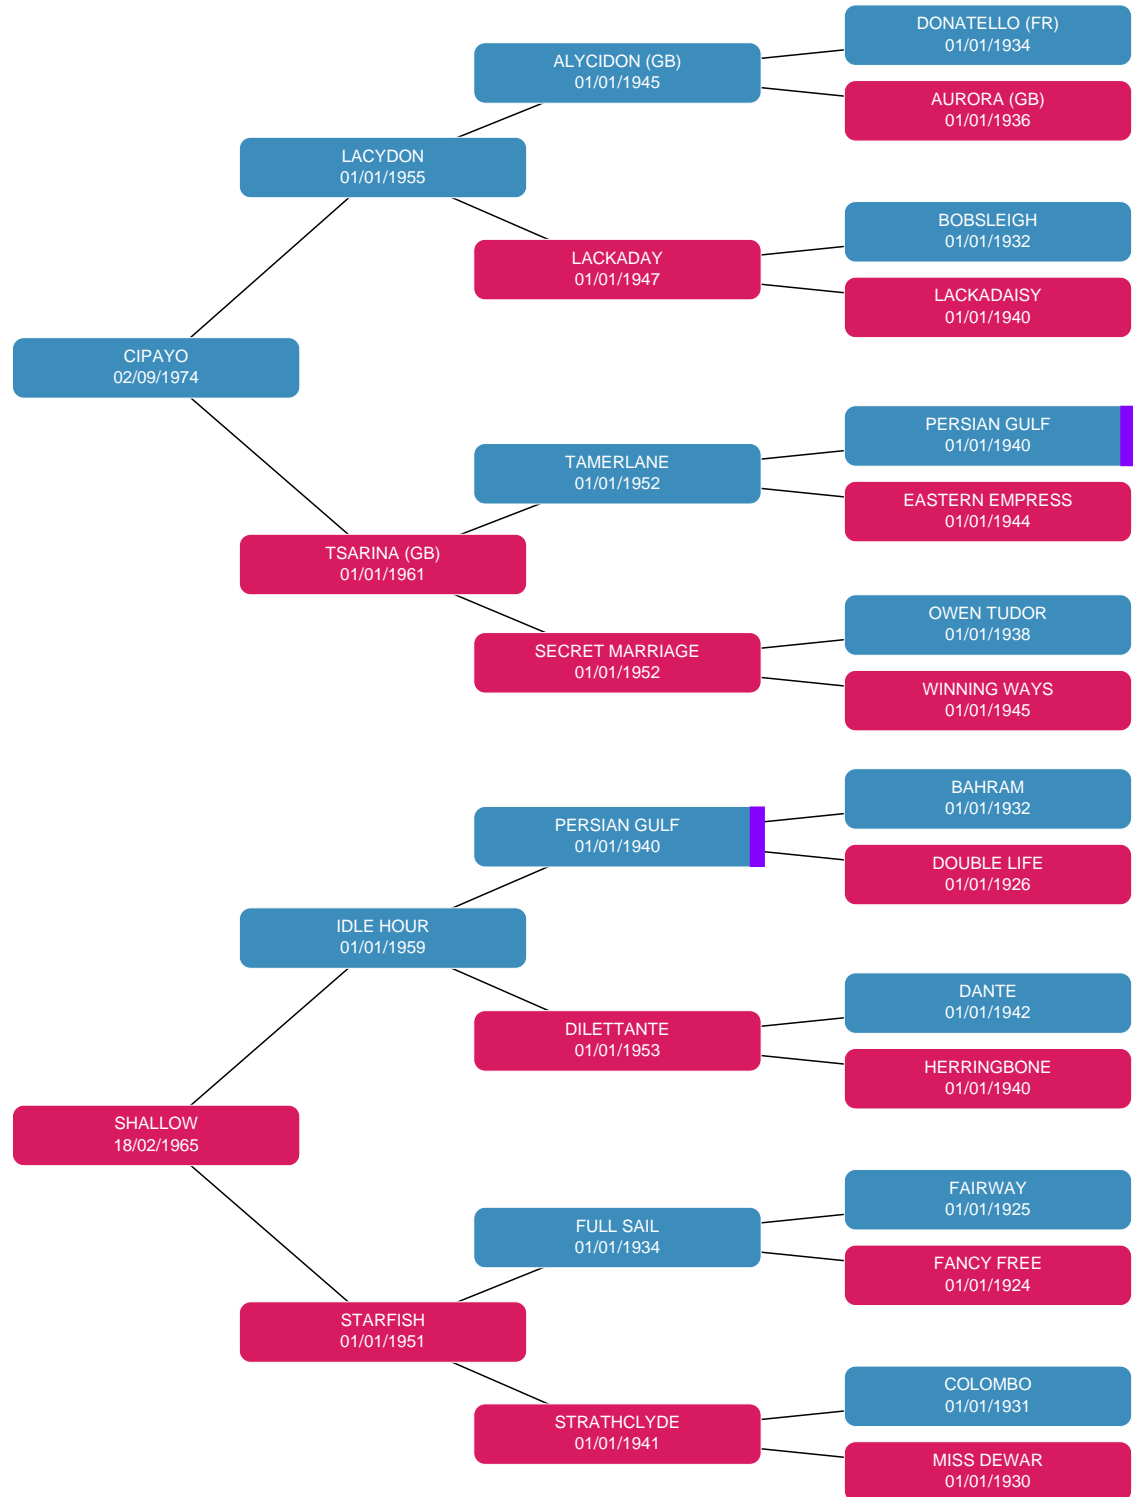 DONATELLO (FR)
01/01/1934
ALYCIDON (GB)
01/01/1945
AURORA (GB)
01/01/1936
LACYDON
01/01/1955
BOBSLEIGH
01/01/1932
LACKADAY
01/01/1947
LACKADAISY
01/01/1940
CIPAYO
02/09/1974
PERSIAN GULF
01/01/1940
TAMERLANE
01/01/1952
EASTERN EMPRESS
01/01/1944
TSARINA (GB)
01/01/1961
OWEN TUDOR
01/01/1938
SECRET MARRIAGE
01/01/1952
WINNING WAYS
01/01/1945
BAHRAM
01/01/1932
PERSIAN GULF
01/01/1940
DOUBLE LIFE
01/01/1926
IDLE HOUR
01/01/1959
DANTE
01/01/1942
DILETTANTE
01/01/1953
HERRINGBONE
01/01/1940
SHALLOW
18/02/1965
FAIRWAY
01/01/1925
FULL SAIL
01/01/1934
FANCY FREE
01/01/1924
STARFISH
01/01/1951
COLOMBO
01/01/1931
STRATHCLYDE
01/01/1941
MISS DEWAR
01/01/1930